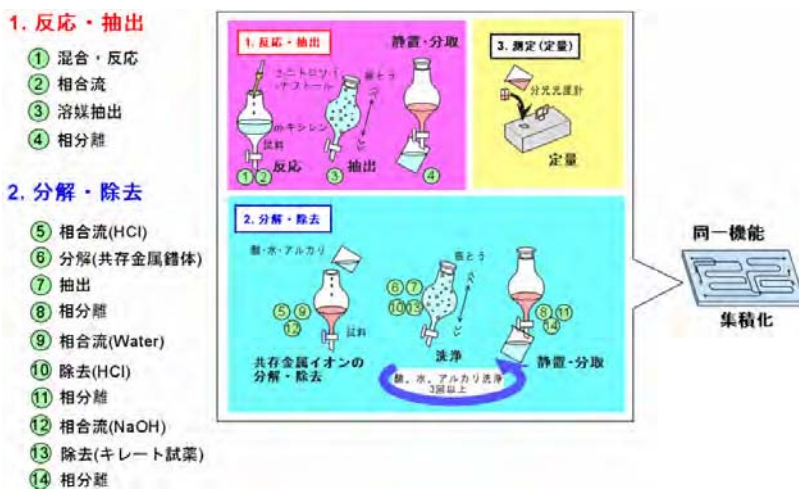 1. 反応・抽出
① 混合・反応
② 相合流
③ 溶媒抽出
④ 相分離
2. 分解・除去
⑤ 相合流(HCl)
⑥ 分解(共存金属錯体)
⑦ 抽出
⑧ 相分離
⑨ 相合流(Water)
⑩ 除去(HCl)
⑪ 相分離
⑫ 相合流(NaOH)
⑬ 除去(キレート試薬)
⑭ 相分離
1. 反応・抽出
2-ニトロソ-1
-ナフトール
m-キシレン
試料
反応
① ②
振とう
抽出
③
静置・分取
④
3. 測定(定量)
分光光度計
定量
2. 分解・除去
酸・水・アルカリ
⑤ ⑨
⑫
試料
共存金属イオンの
分解・除去
振とう
⑥ ⑦
⑩ ⑬
洗浄
⑧ ⑪
⑭
静置・分取
酸、水、アルカリ洗浄
3回以上
同一機能
集積化